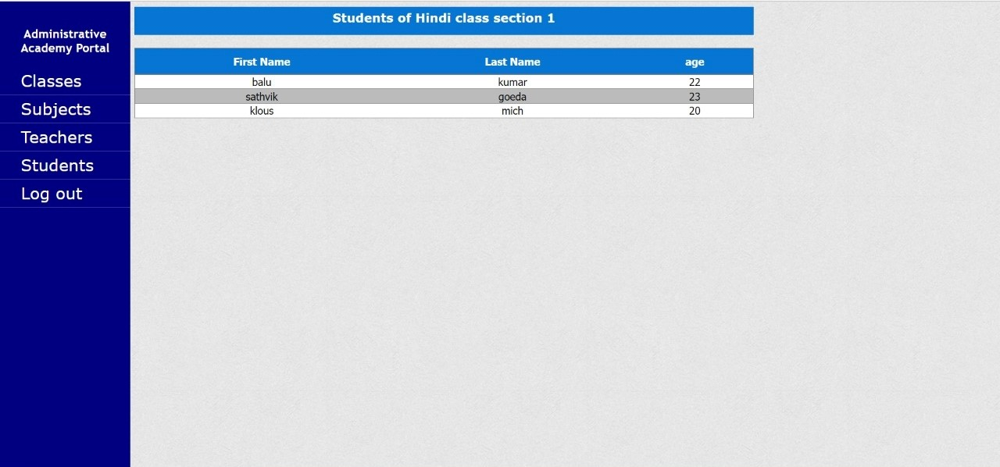 Administrative
Academy Portal
Classes
Subjects
Teachers
Students
Log out
Students of Hindi class section 1
First Name Last Name age
balu kumar 22
sathvik goeda 23
klous mich 20